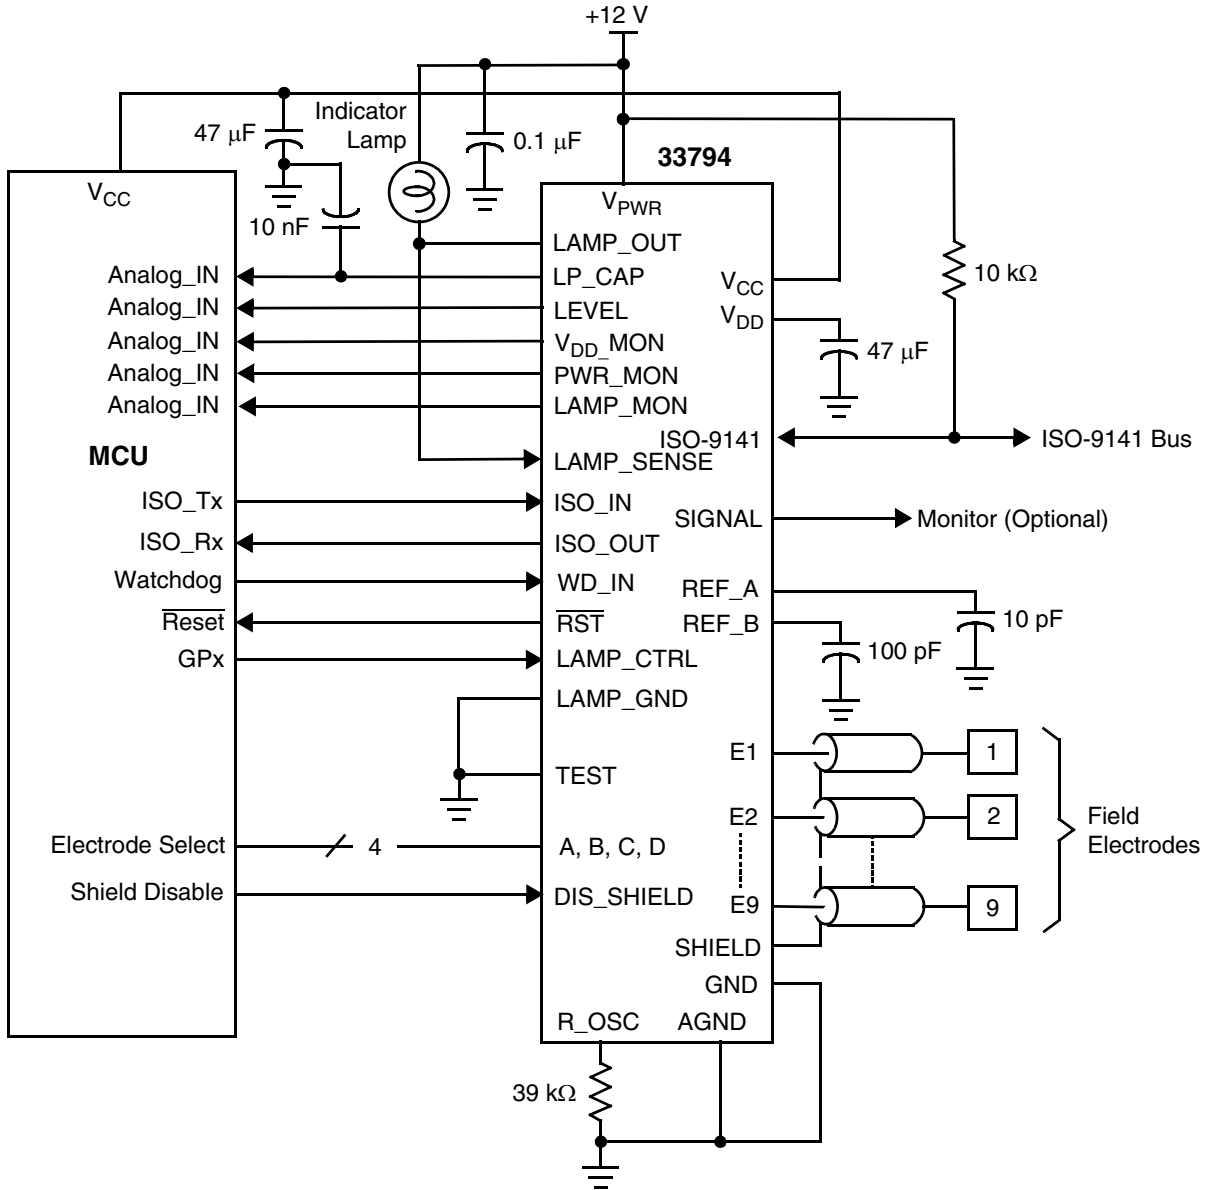 +12 V
Indicator
Lamp
47 μF
0.1 μF
33794
V_CC
10 nF
V_PWR
LAMP_OUT
Analog_IN
LP_CAP
V_CC
10 kΩ
Analog_IN
LEVEL
V_DD
Analog_IN
V_DD_MON
47 μF
Analog_IN
PWR_MON
Analog_IN
LAMP_MON
MCU
ISO-9141
ISO-9141 Bus
LAMP_SENSE
ISO_Tx
ISO_IN
SIGNAL
Monitor (Optional)
ISO_Rx
ISO_OUT
Watchdog
WD_IN
REF_A
10 pF
Reset
RST
REF_B
100 pF
GPx
LAMP_CTRL
LAMP_GND
E1
1
TEST
E2
2
Field
Electrodes
Electrode Select
4
A, B, C, D
Shield Disable
DIS_SHIELD
E9
9
SHIELD
GND
R_OSC
AGND
39 kΩ